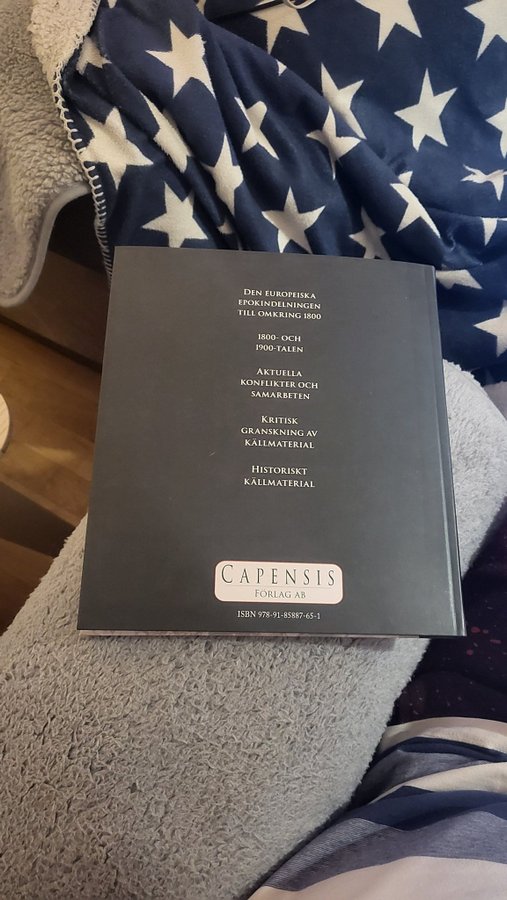 DEN EUROPEISKA
EPOKINDELNINGEN
TILL OMKRING 1800
1800- OCH
1900-TALEN
AKTUELLA
KONFLIKTER OCH
SAMARBETEN
KRITISK
GRANSKNING AV
KÄLLMATERIAL
HISTORISKT
KÄLLMATERIAL
CAPENSIS
FÖRLAG AB
ISBN 978-91-85887-65-1